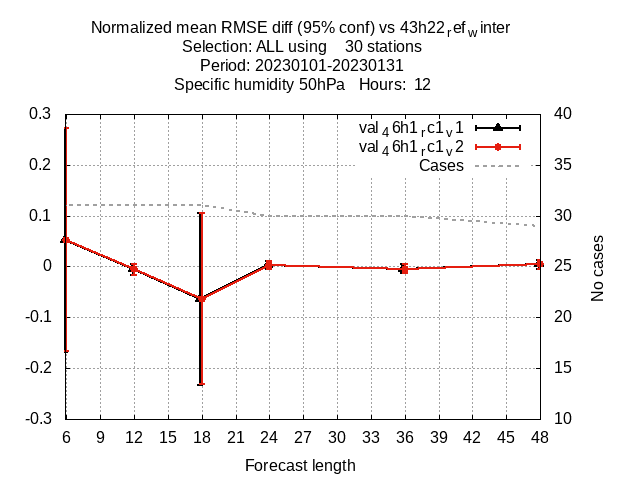 Normalized mean RMSE diff (95% conf) vs 43h22ref_winter
Selection: ALL using    30 stations
Period: 20230101-20230131
Specific humidity 50hPa   Hours:  12
val46h1rc1v1
val46h1rc1v2
Cases
0.3
0.2
0.1
0
-0.1
-0.2
-0.3
40
35
30
25
20
15
10
No cases
6 9 12 15 18 21 24 27 30 33 36 39 42 45 48
Forecast length